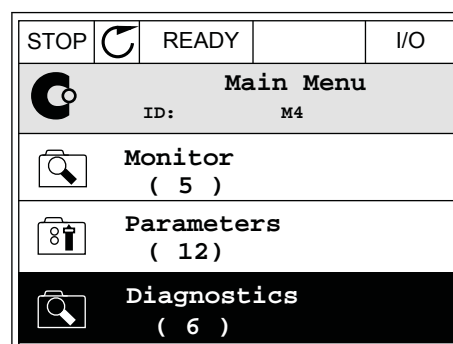 STOP READY I/O
Main Menu
ID: M4
Monitor
( 5 )
Parameters
( 12)
Diagnostics
( 6 )